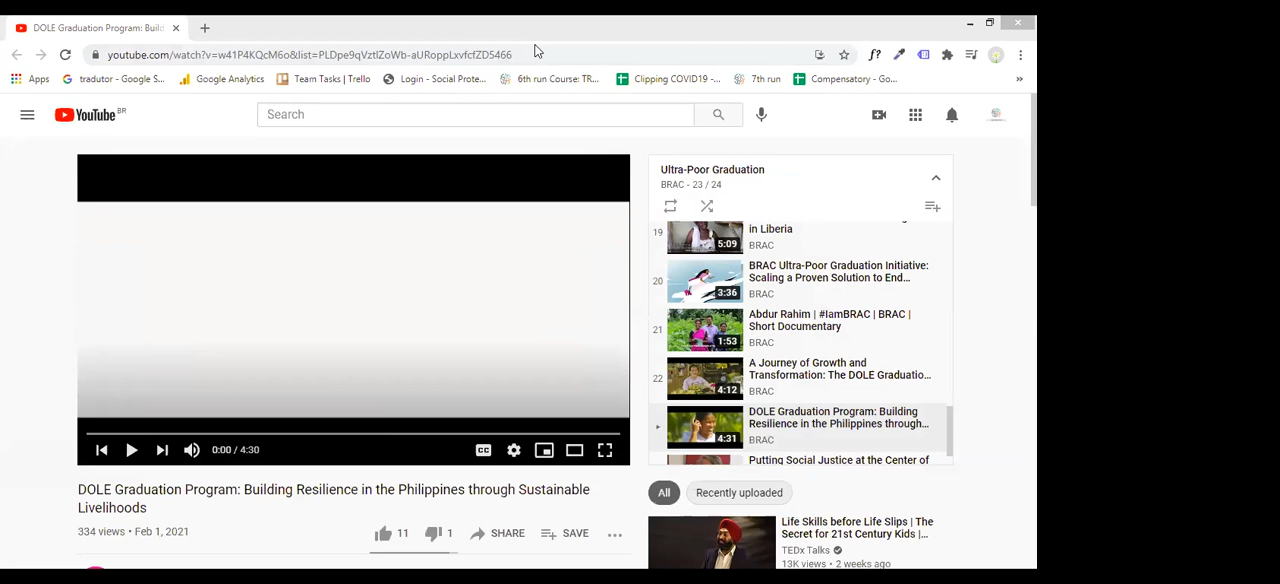 DOLE Graduation Program: Build
youtube.com/watch?v=w41P4KQcM6o&list=PLDpe9qVztlZoWb-aURoppLxvfcfZD5466
Apps tradutor - Google S... Google Analytics Team Tasks | Trello Login - Social Prote... 6th run Course: TR... Clipping COVID19 -... 7th run Compensatory - Go... »
YouTube BR
Search
Ultra-Poor Graduation
BRAC - 23 / 24
19 in Liberia
5:09 BRAC
BRAC Ultra-Poor Graduation Initiative:
20 Scaling a Proven Solution to End...
3:36 BRAC
Abdur Rahim | #IamBRAC | BRAC |
21 Short Documentary
1:53 BRAC
A Journey of Growth and
22 Transformation: The DOLE Graduatio...
4:12 BRAC
DOLE Graduation Program: Building
Resilience in the Philippines through...
4:31 BRAC
Putting Social Justice at the Center of
0:00 / 4:30 CC
DOLE Graduation Program: Building Resilience in the Philippines through Sustainable
Livelihoods
334 views • Feb 1, 2021
11 1 SHARE SAVE ...
All Recently uploaded
Life Skills before Life Slips | The
Secret for 21st Century Kids |...
TEDx Talks
13K views • 2 weeks ago